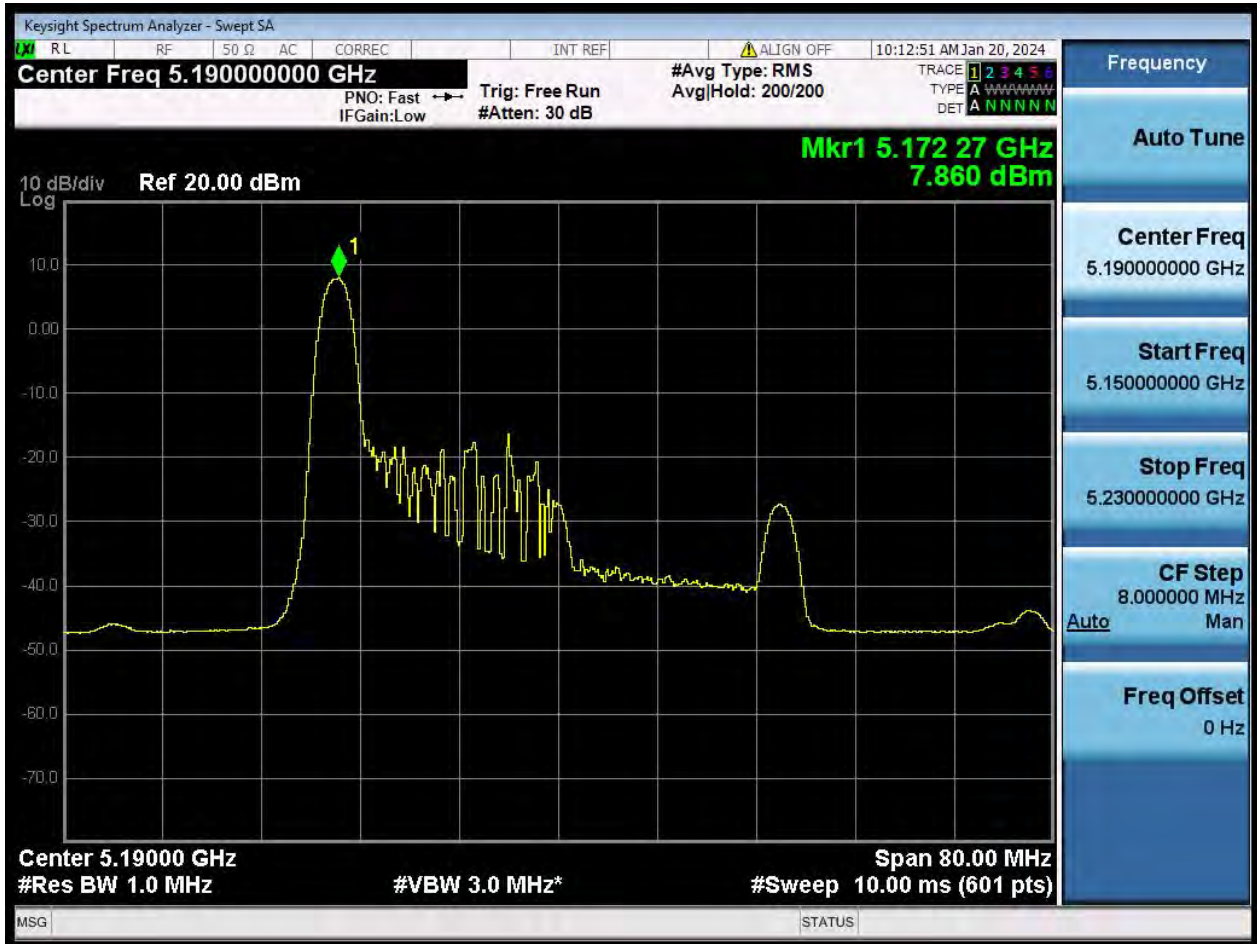 Keysight Spectrum Analyzer - Swept SA
LXI RL RF 50 Ω AC CORREC INT REF ALIGN OFF 10:12:51 AM Jan 20, 2024
Center Freq 5.190000000 GHz
PNO: Fast
IFGain:Low
Trig: Free Run
#Atten: 30 dB
#Avg Type: RMS
Avg|Hold: 200/200
TRACE 1 2 3 4 5 6
TYPE A WWWWW
DET A N N N N N
Mkr1 5.172 27 GHz
7.860 dBm
10 dB/div Ref 20.00 dBm
Log
1
10.0
0.00
-10.0
-20.0
-30.0
-40.0
-50.0
-60.0
-70.0
Center 5.19000 GHz Span 80.00 MHz
#Res BW 1.0 MHz #VBW 3.0 MHz* #Sweep 10.00 ms (601 pts)
MSG STATUS
Frequency
Auto Tune
Center Freq
5.190000000 GHz
Start Freq
5.150000000 GHz
Stop Freq
5.230000000 GHz
CF Step
8.000000 MHz
Auto Man
Freq Offset
0 Hz